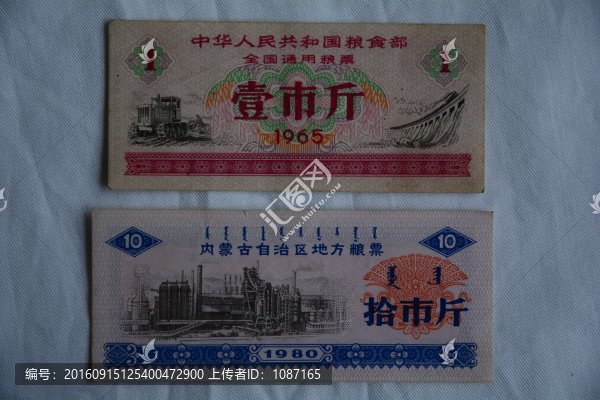 中华人民共和国粮食部
全国通用粮票
1 1
壹市斤
1965
汇图网
www.huitu.com
10 10
内蒙古自治区地方粮票
拾市斤
1980
编号：20160915125400472900 上传者ID：1087165